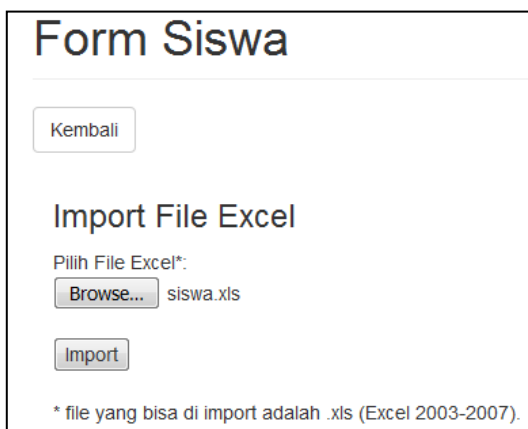 Form Siswa
Kembali
Import File Excel
Pilih File Excel*:
Browse... siswa.xls
Import
* file yang bisa di import adalah .xls (Excel 2003-2007).